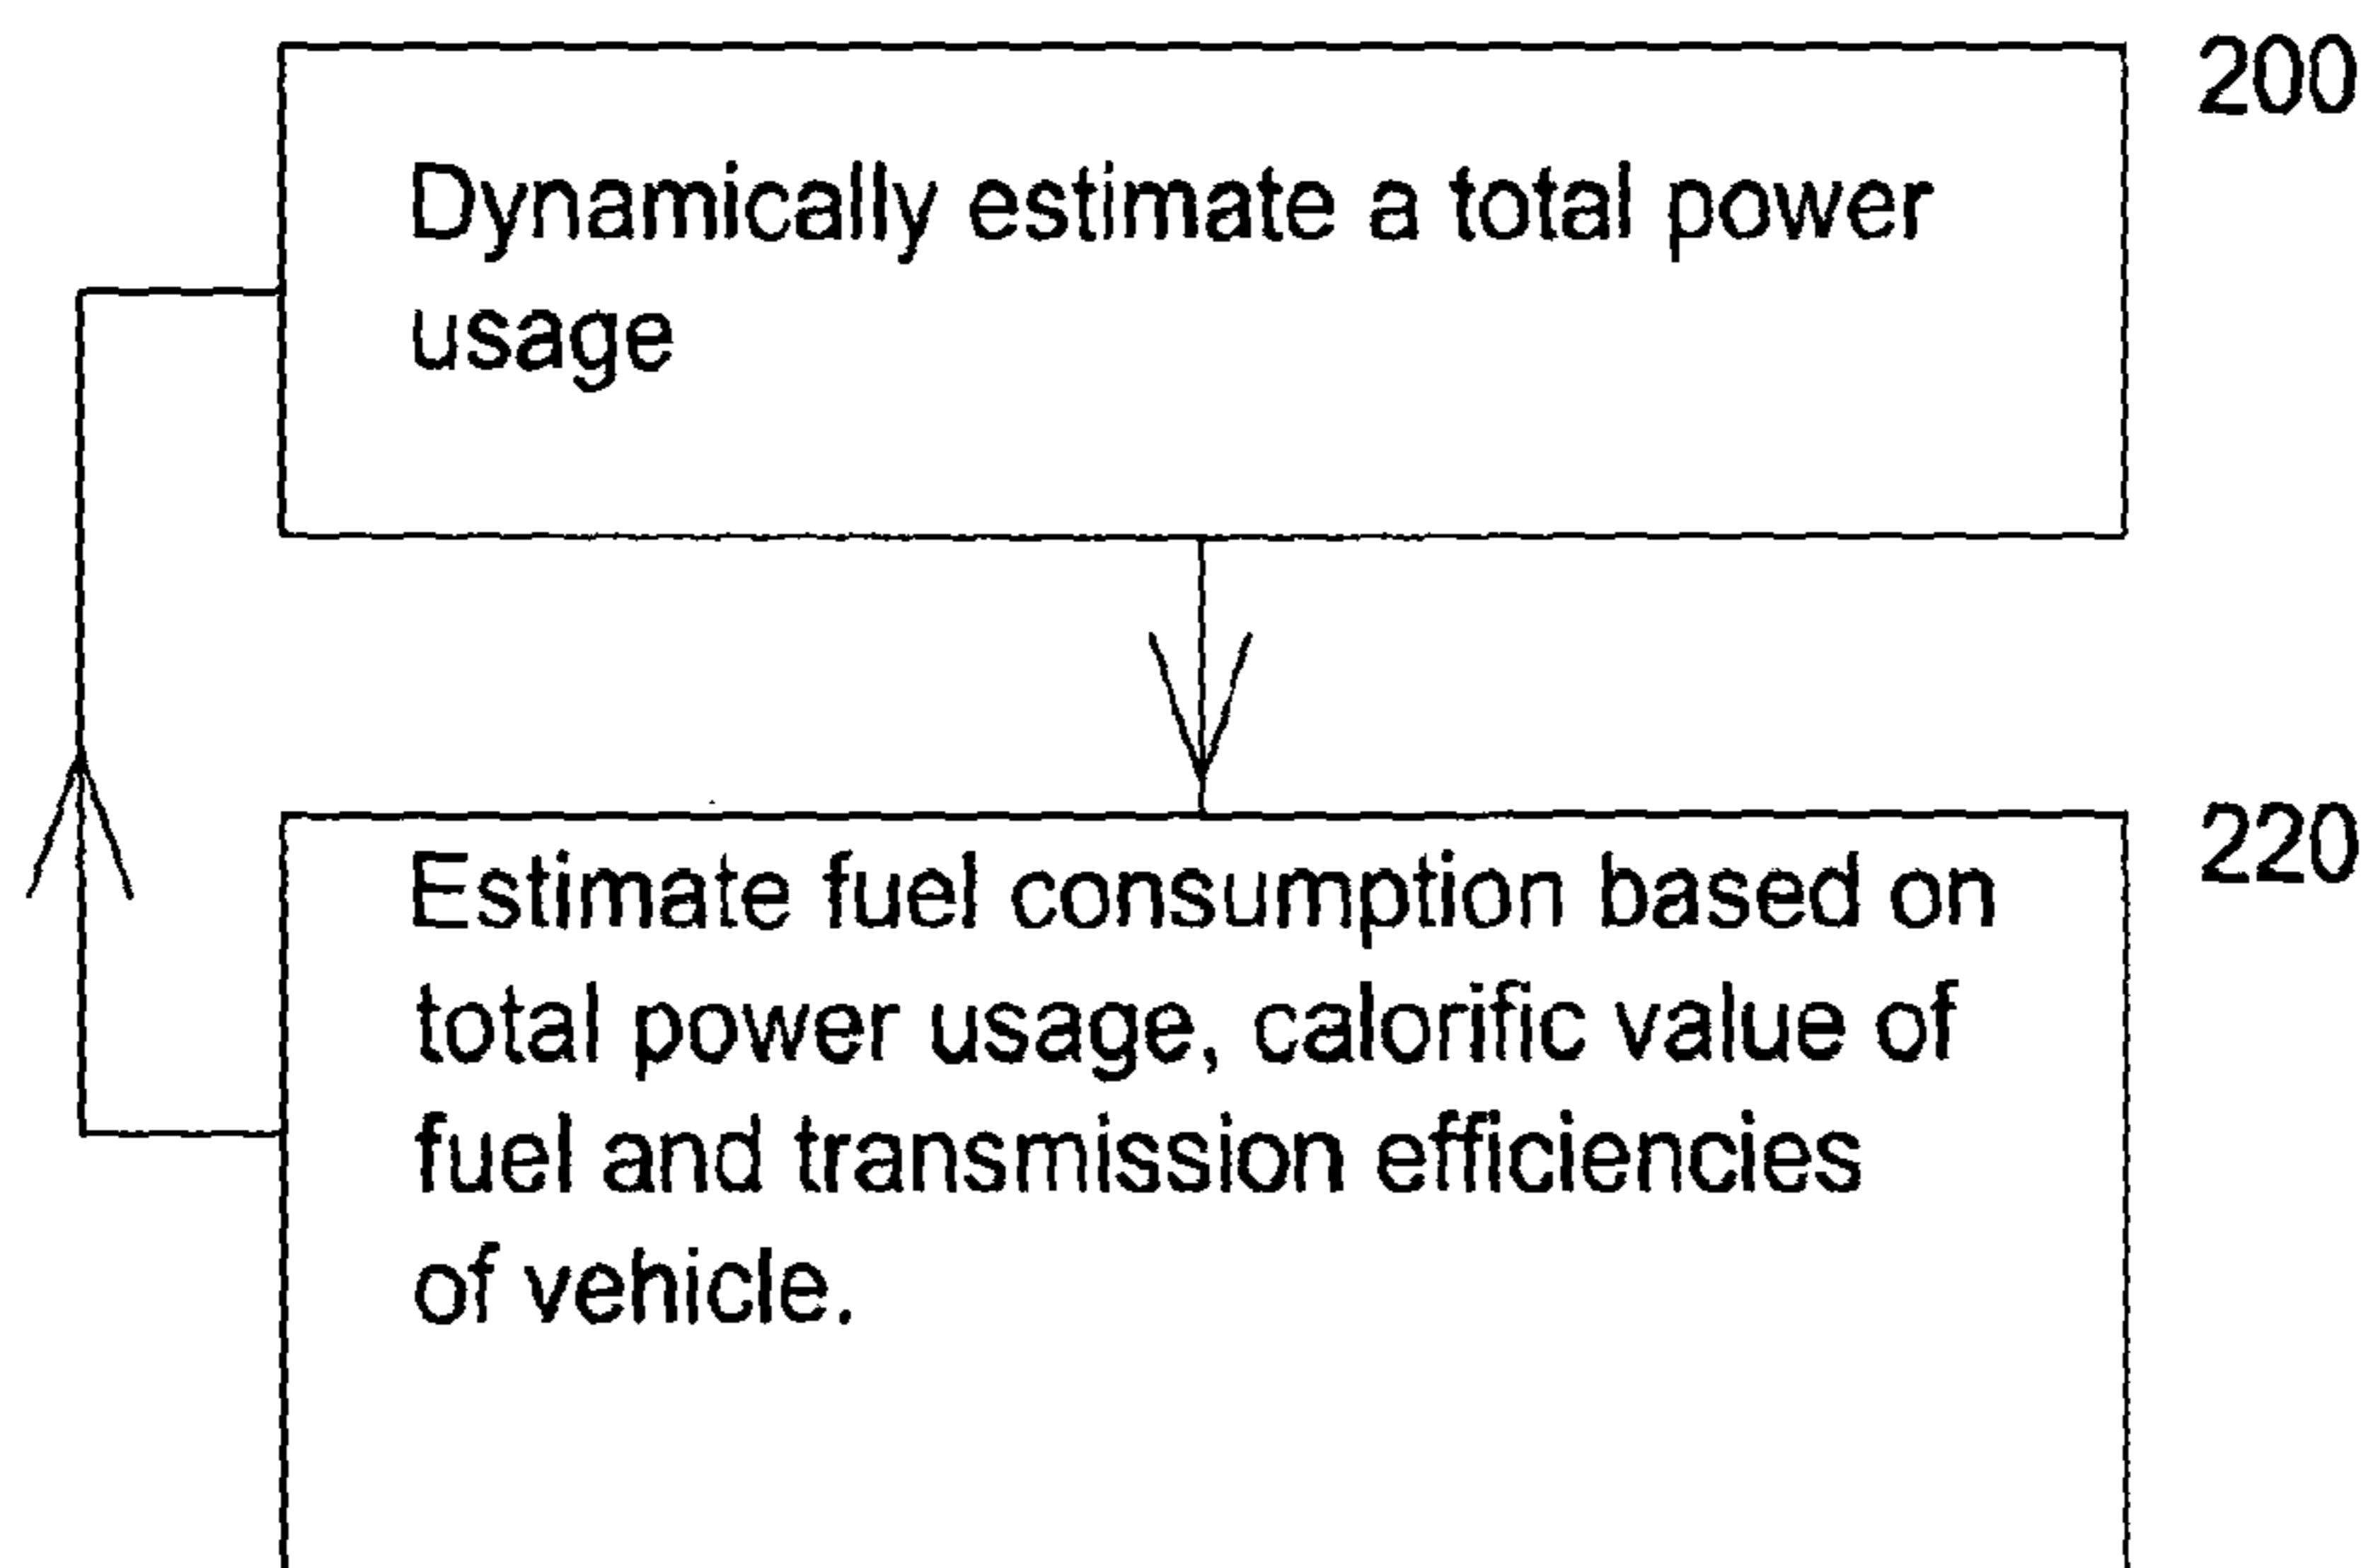 200
Dynamically estimate a total power
usage
220
Estimate fuel consumption based on
total power usage, calorific value of
fuel and transmission efficiencies
of vehicle.